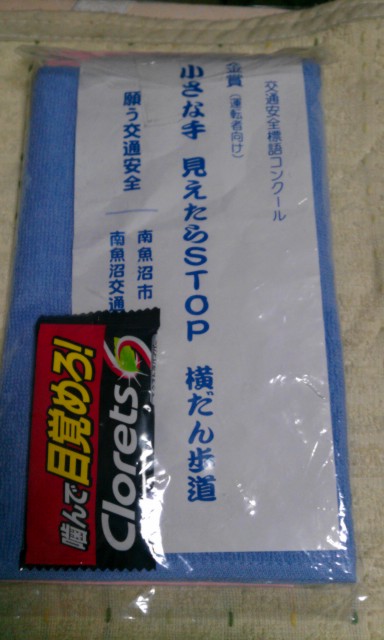 交通安全標語コンクール
金賞(運転者向け)
小さな手 見えたらSTOP 横だん歩道
願う交通安全
南魚沼市
南魚沼交通
噛んで目覚めろ!
Clorets